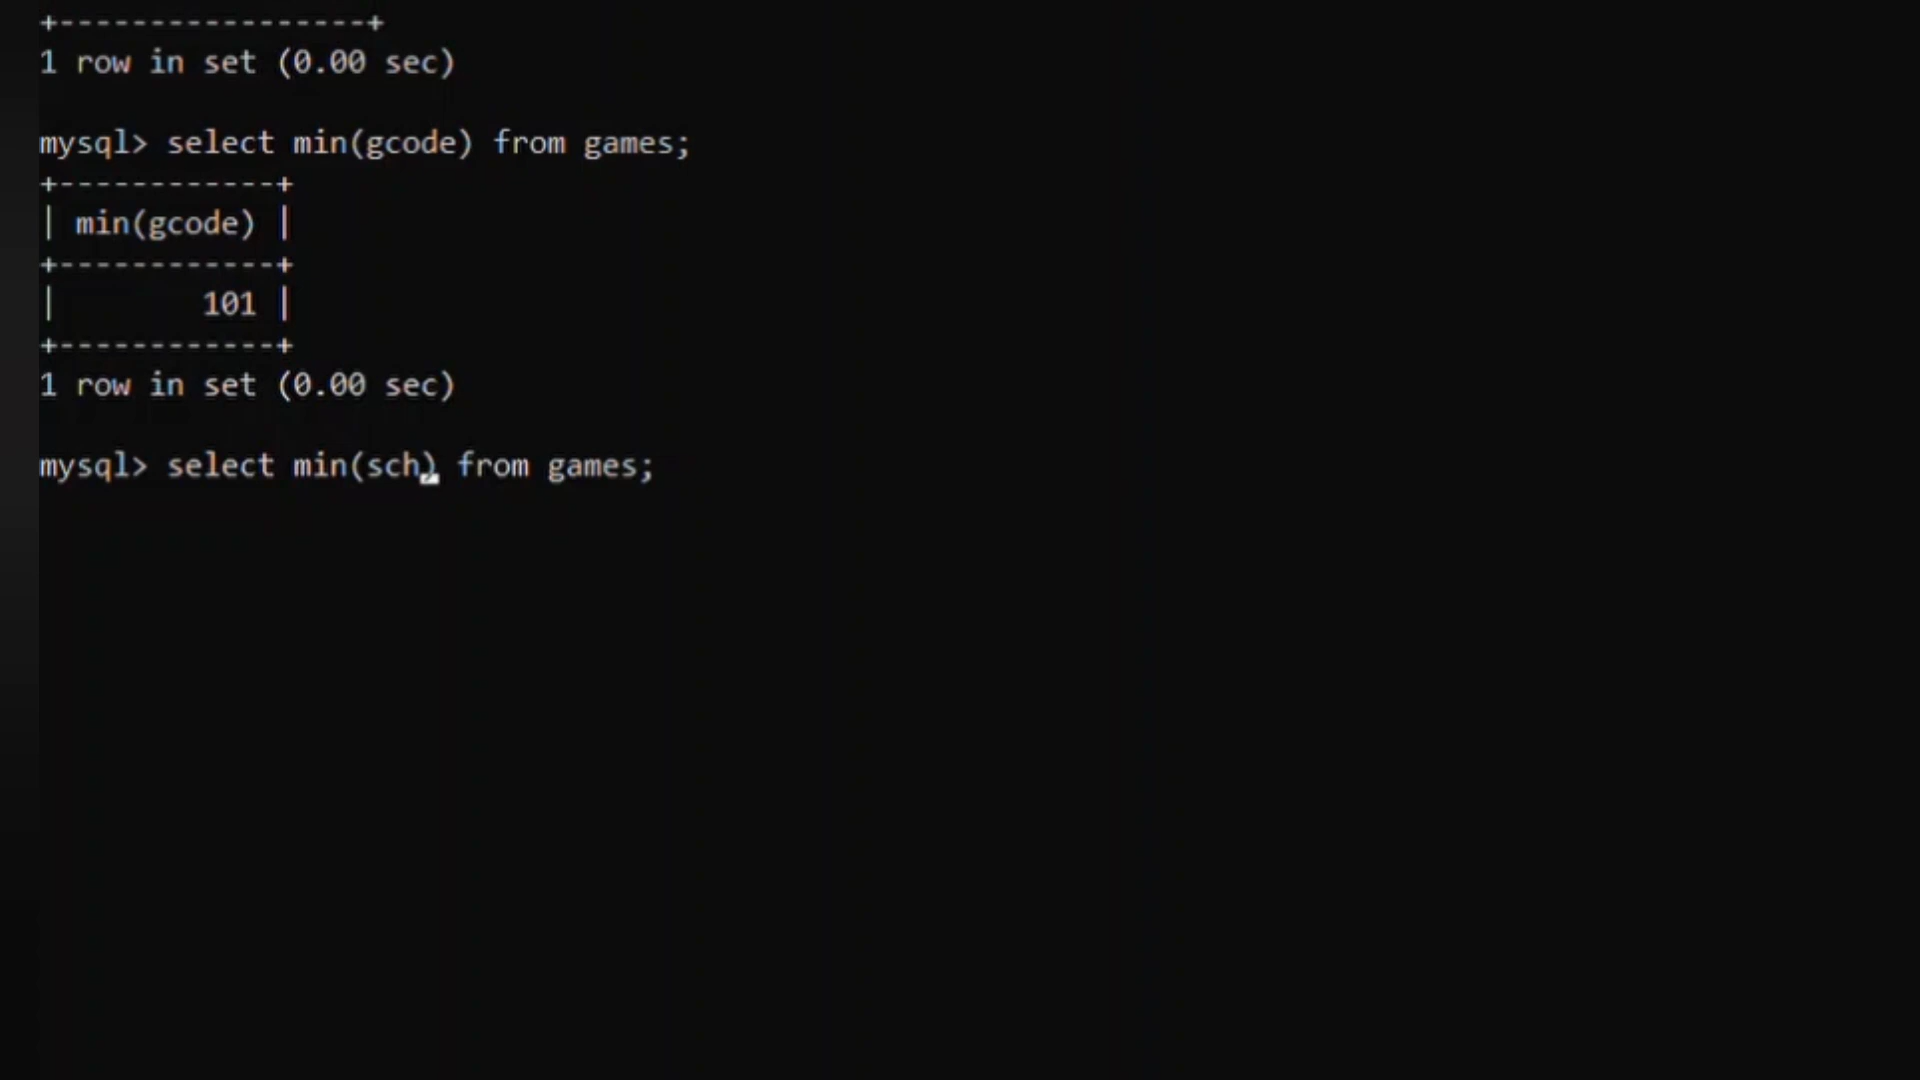 +-----------------+
1 row in set (0.00 sec)
mysql> select min(gcode) from games;
+------------+
| min(gcode) |
+------------+
|        101 |
+------------+
1 row in set (0.00 sec)
mysql> select min(sch) from games;